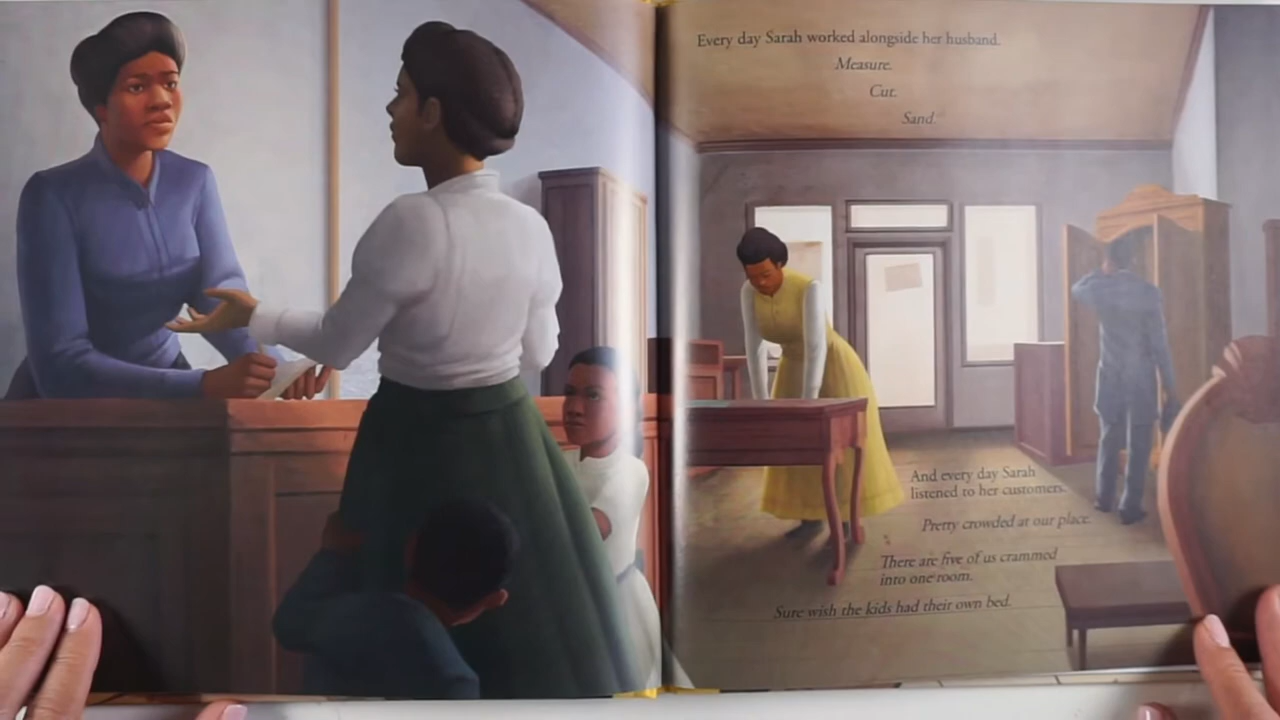 Every day Sarah worked alongside her husband.
Measure.
Cut.
Sand.
And every day Sarah
listened to her customers.
Pretty crowded at our place.
There are five of us crammed
into one room.
Sure wish the kids had their own bed.